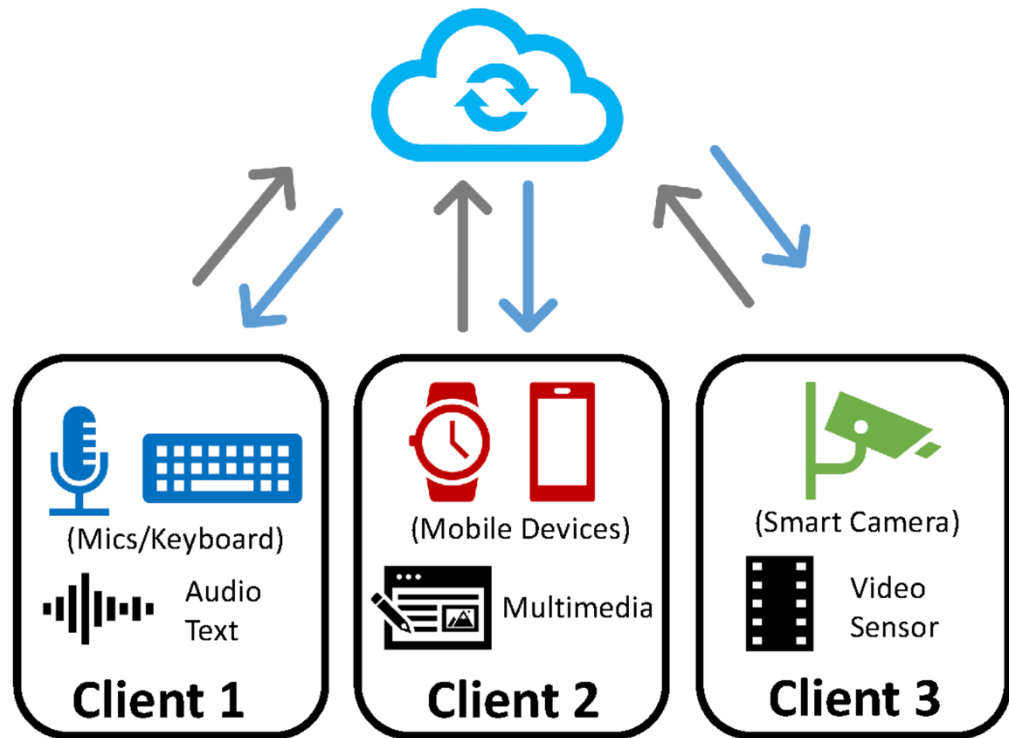 (Mics/Keyboard)
Audio
Text
Client 1
(Mobile Devices)
Multimedia
Client 2
(Smart Camera)
Video
Sensor
Client 3